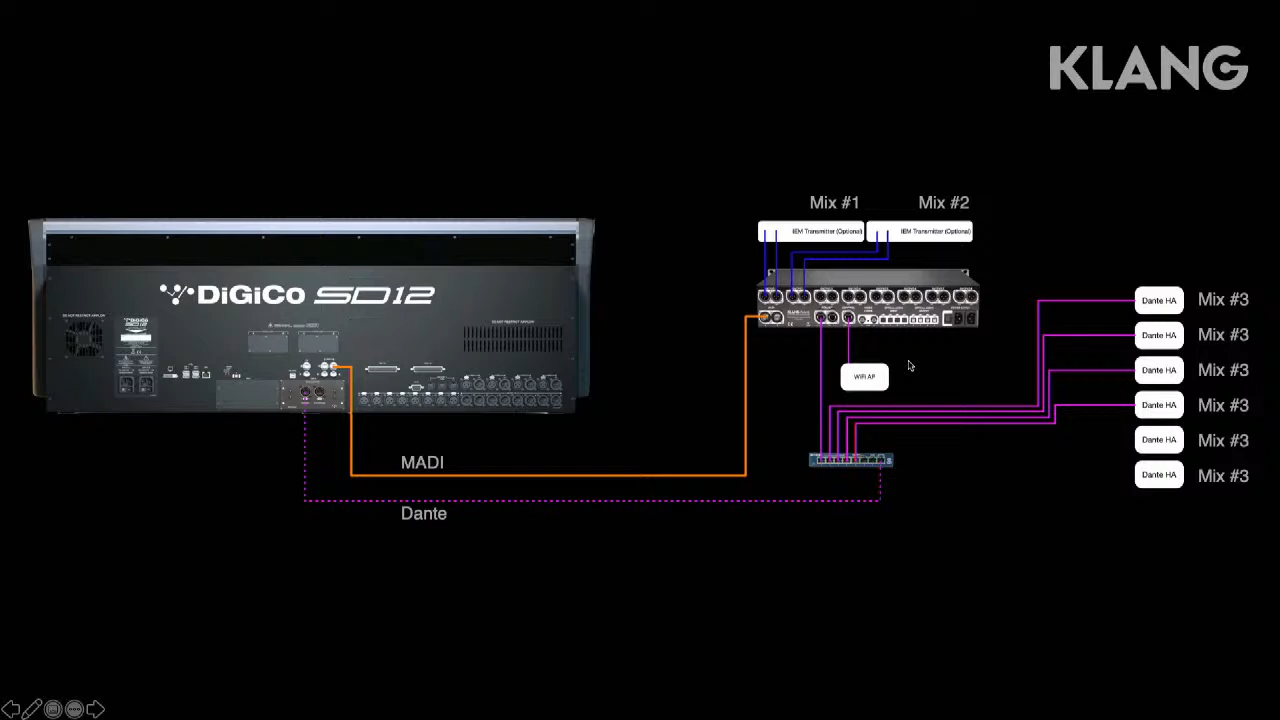 KLANG
Mix #1
Mix #2
IEM Transmitter (Optional)
IEM Transmitter (Optional)
DiGiCo SD12
Dante HA
Mix #3
Dante HA
Mix #3
Dante HA
Mix #3
WiFi AP
Dante HA
Mix #3
Dante HA
Mix #3
MADI
Dante HA
Mix #3
Dante